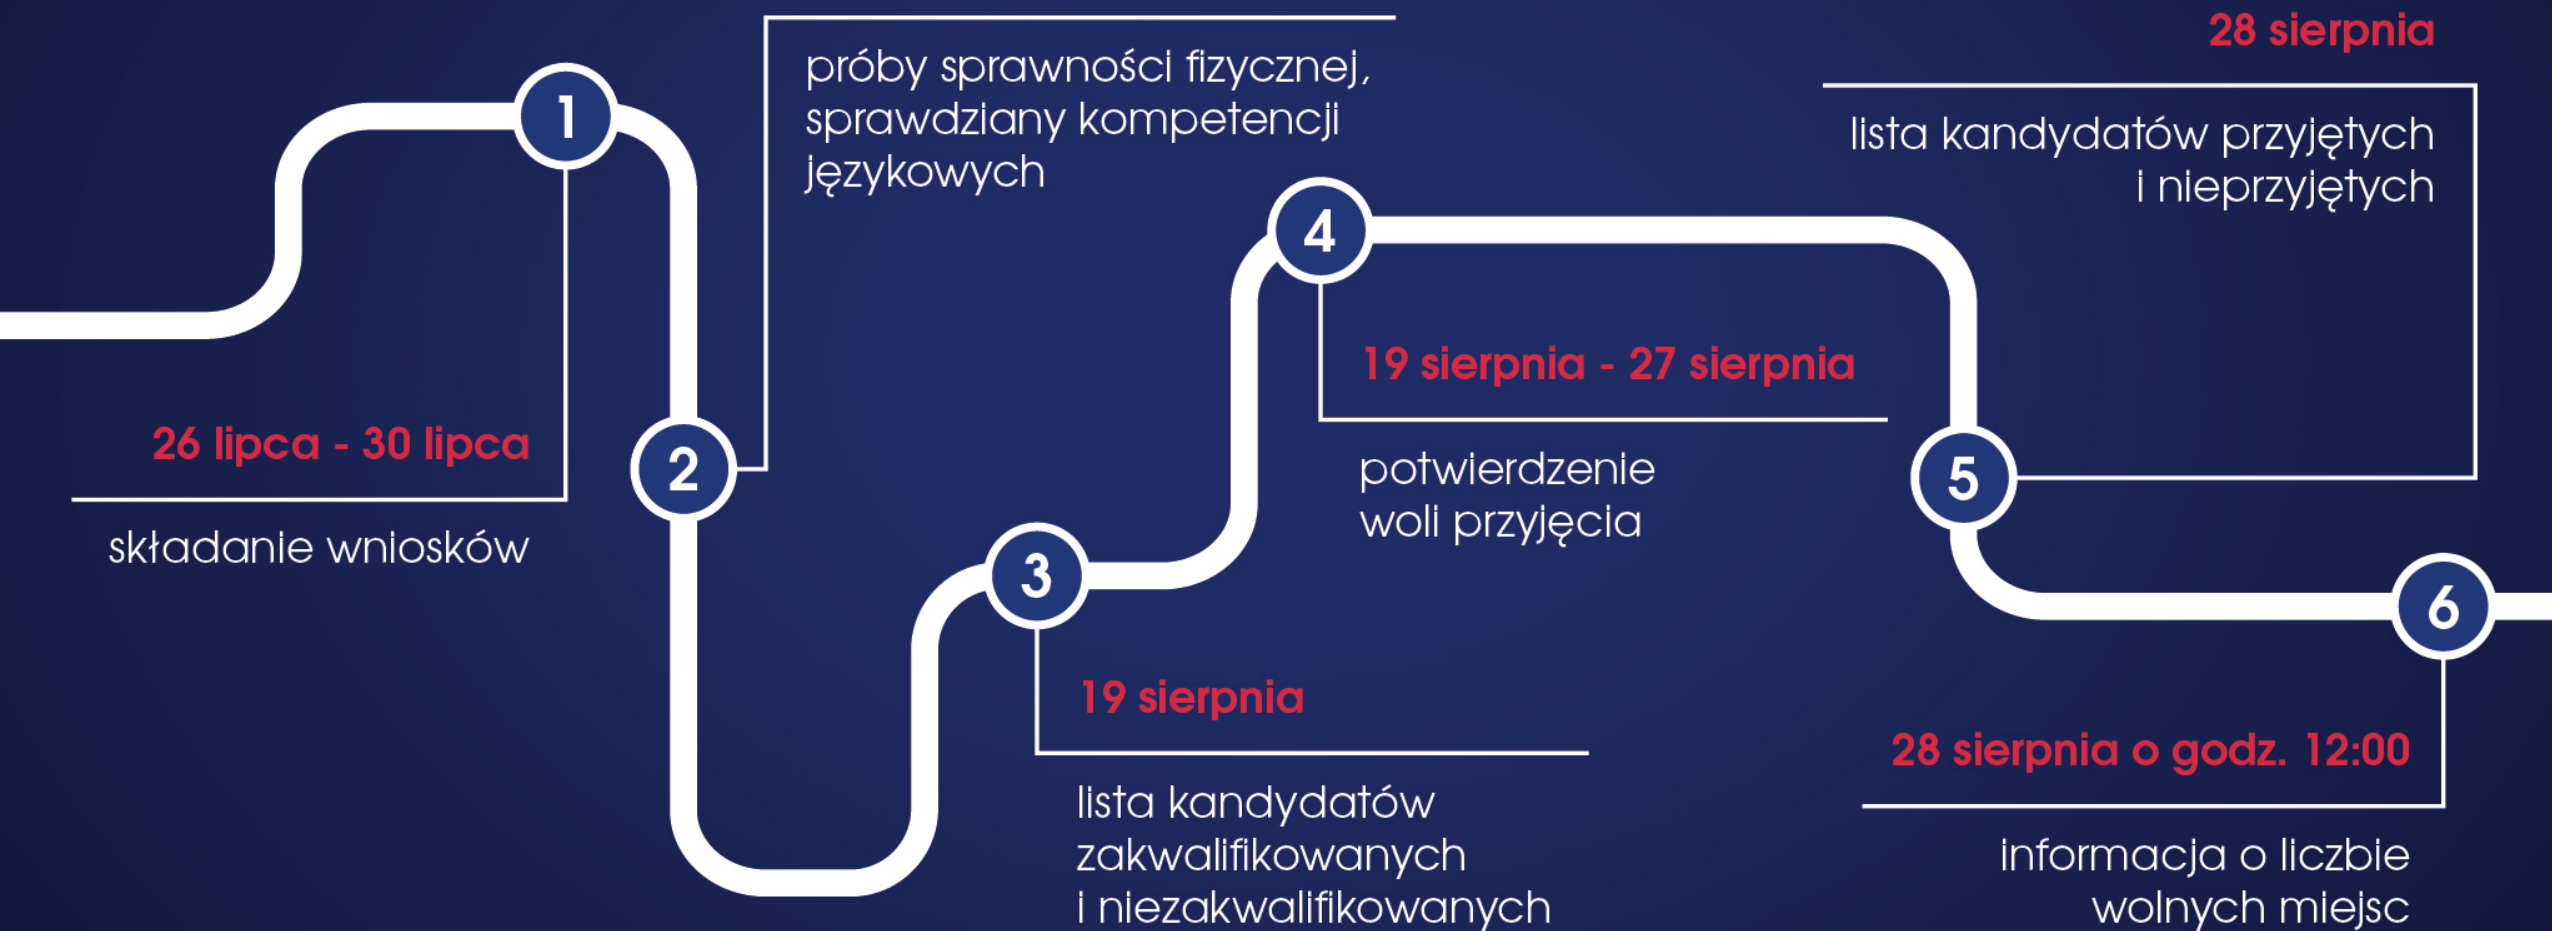 1
26 lipca - 30 lipca
składanie wniosków
2
próby sprawności fizycznej,
sprawdziany kompetencji
językowych
3
19 sierpnia
lista kandydatów
zakwalifikowanych
i niezakwalifikowanych
4
19 sierpnia - 27 sierpnia
potwierdzenie
woli przyjęcia
5
28 sierpnia
lista kandydatów przyjętych
i nieprzyjętych
6
28 sierpnia o godz. 12:00
informacja o liczbie
wolnych miejsc